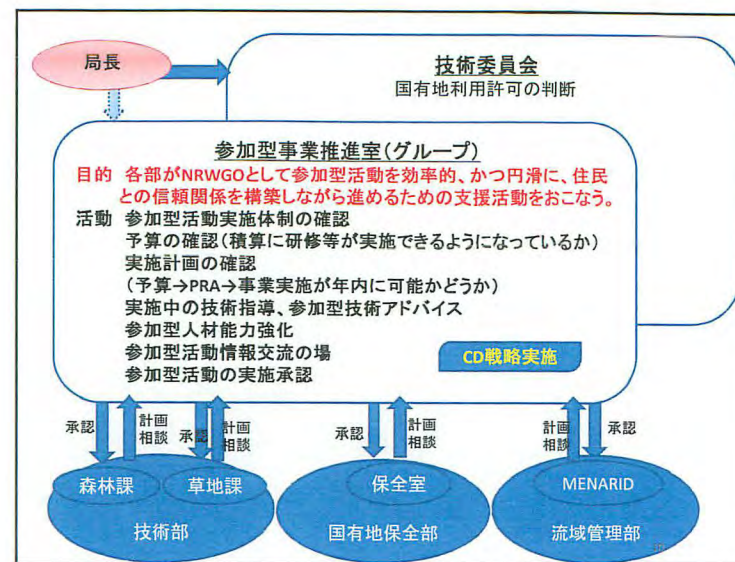 局長
技術委員会
国有地利用許可の判断
参加型事業推進室(グループ)
目的 各部がNRWGOとして参加型活動を効率的、かつ円滑に、住民
との信頼関係を構築しながら進めるための支援活動をおこなう。
活動 参加型活動実施体制の確認
予算の確認(積算に研修等が実施できるようになっているか)
実施計画の確認
(予算→PRA→事業実施が年内に可能かどうか)
実施中の技術指導、参加型技術アドバイス
参加型人材能力強化
参加型活動情報交流の場
参加型活動の実施承認
CD戦略実施
承認
計画
相談
承認
計画
相談
承認
計画
相談
計画
相談
承認
森林課
草地課
保全室
MENARID
技術部
国有地保全部
流域管理部